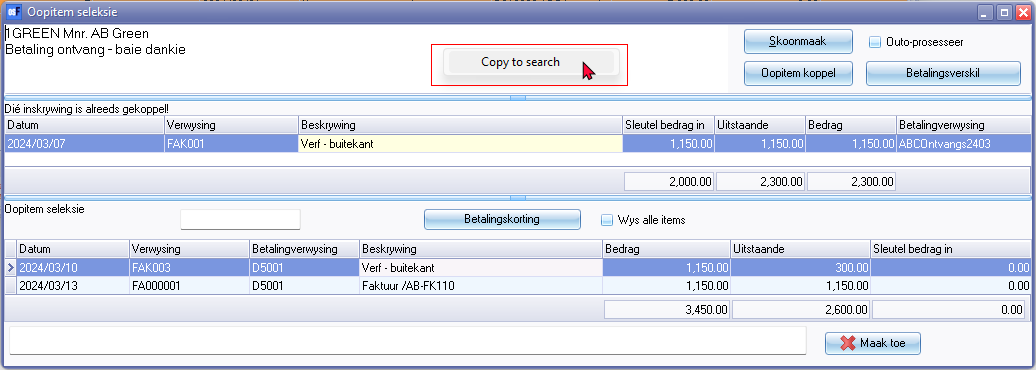 Oopitem seleksie
1GREEN Mnr. AB Green
Betaling ontvang - baie dankie
Copy to search
Skoonmaak
Outo-prosesseer
Oopitem koppel
Betalingsverskil
Dié inskrywing is alreeds gekoppel!
Datum Verwysing Beskrywing Sleutel bedrag in Uitstaande Bedrag Betalingverwysing
2024/03/07 FAK001 Verf - buitekant 1,150.00 1,150.00 1,150.00 ABCOntvangs2403
2,000.00 2,300.00 2,300.00
Oopitem seleksie
Betalingskorting
Wys alle items
Datum Verwysing Betalingverwysing Beskrywing Bedrag Uitstaande Sleutel bedrag in
2024/03/10 FAK003 D5001 Verf - buitekant 1,150.00 300.00 0.00
2024/03/13 FA000001 D5001 Faktuur /AB-FK110 1,150.00 1,150.00 0.00
3,450.00 2,600.00 0.00
Maak toe